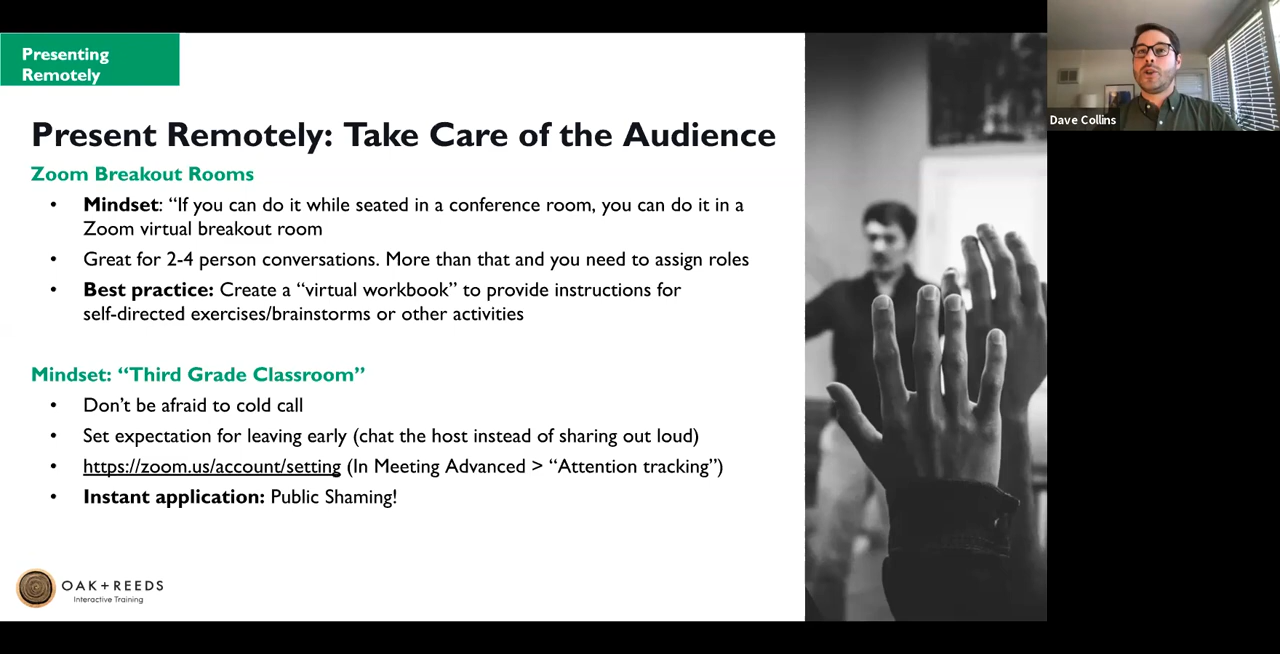 Presenting
Remotely
Dave Collins
Present Remotely: Take Care of the Audience
Zoom Breakout Rooms
• Mindset: “If you can do it while seated in a conference room, you can do it in a
Zoom virtual breakout room
• Great for 2-4 person conversations. More than that and you need to assign roles
• Best practice: Create a “virtual workbook” to provide instructions for
self-directed exercises/brainstorms or other activities
Mindset: “Third Grade Classroom”
• Don’t be afraid to cold call
• Set expectation for leaving early (chat the host instead of sharing out loud)
• https://zoom.us/account/setting (In Meeting Advanced > “Attention tracking”)
• Instant application: Public Shaming!
OAK+REEDS
Interactive Training